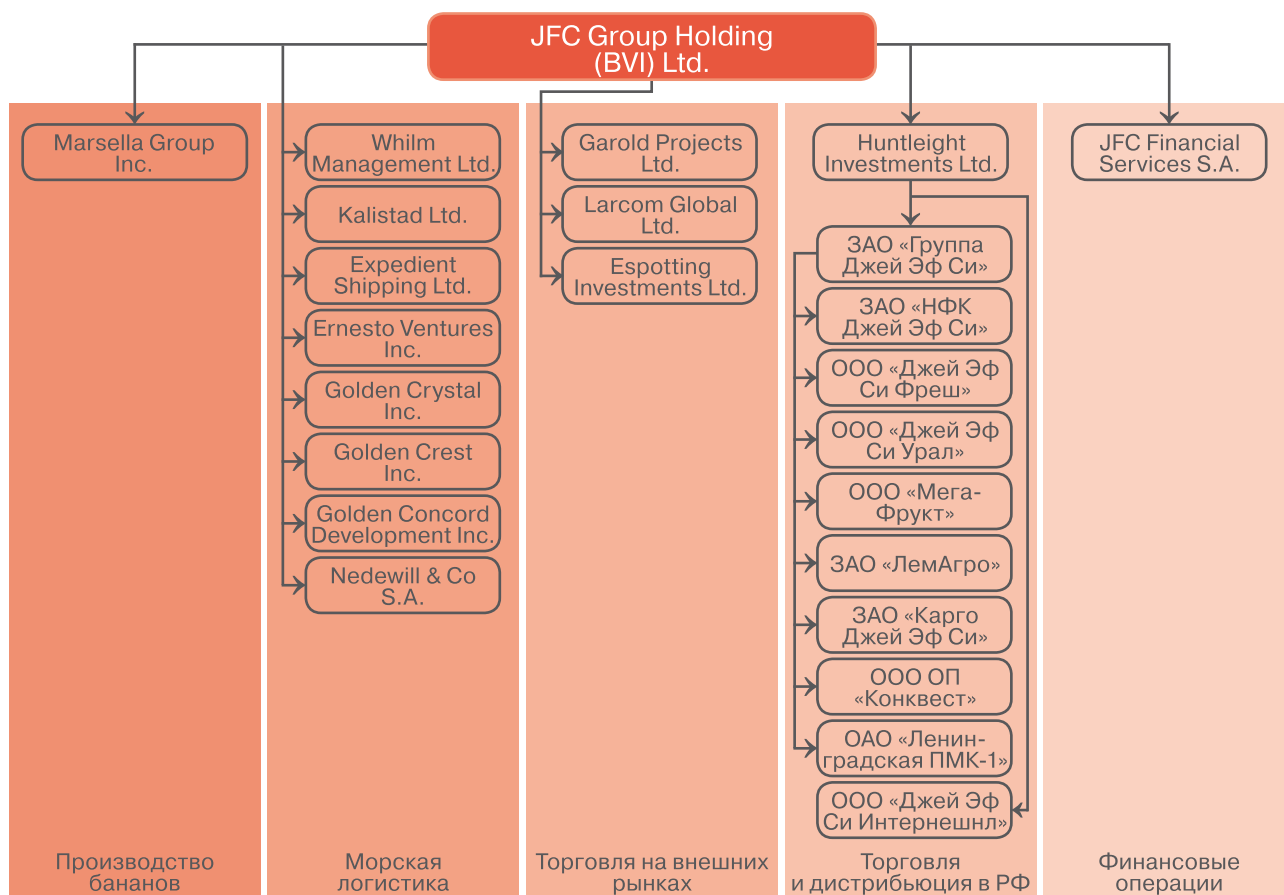 JFC Group Holding
(BVI) Ltd.
Marsella Group
Inc.
Whilm
Management Ltd.
Kalistad Ltd.
Expedient
Shipping Ltd.
Ernesto Ventures
Inc.
Golden Crystal
Inc.
Golden Crest
Inc.
Golden Concord
Development Inc.
Nedewill & Co
S.A.
Garold Projects
Ltd.
Larcom Global
Ltd.
Espotting
Investments Ltd.
Huntleight
Investments Ltd.
ЗАО «Группа
Джей Эф Си»
ЗАО «НФК
Джей Эф Си»
ООО «Джей Эф
Си Фреш»
ООО «Джей Эф
Си Урал»
ООО «Мега-
Фрукт»
ЗАО «ЛемАгро»
ЗАО «Карго
Джей Эф Си»
ООО ОП
«Конквест»
ОАО «Ленин-
градская ПМК-1»
ООО «Джей Эф
Си Интернешнл»
JFC Financial
Services S.A.
Производство
бананов
Морская
логистика
Торговля на внешних
рынках
Торговля
и дистрибьюция в РФ
Финансовые
операции